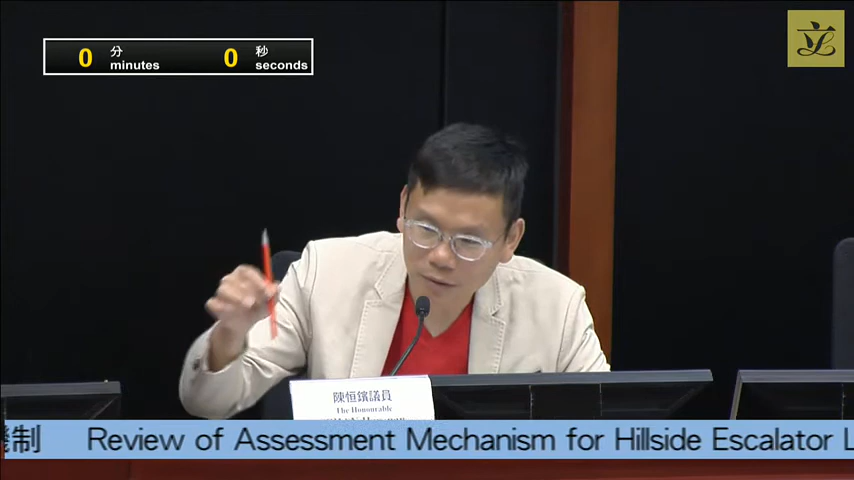 0 分 minutes 0 秒 seconds
立
陳恒鑌議員
The Honourable
制 Review of Assessment Mechanism for Hillside Escalator L